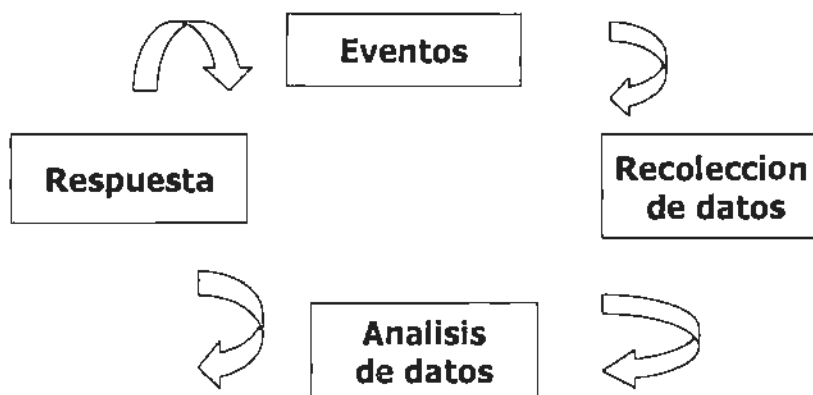 Eventos
Respuesta
Recoleccion
de datos
Analisis
de datos